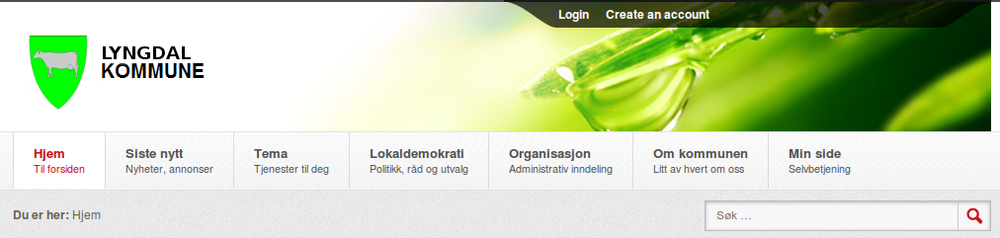 Login Create an account
LYNGDAL
KOMMUNE
Hjem Siste nytt Tema Lokaldemokrati Organisasjon Om kommunen Min side
Til forsiden Nyheter, annonser Tjenester til deg Politikk, råd og utvalg Administrativ inndeling Litt av hvert om oss Selvbetjening
Du er her: Hjem Søk ...